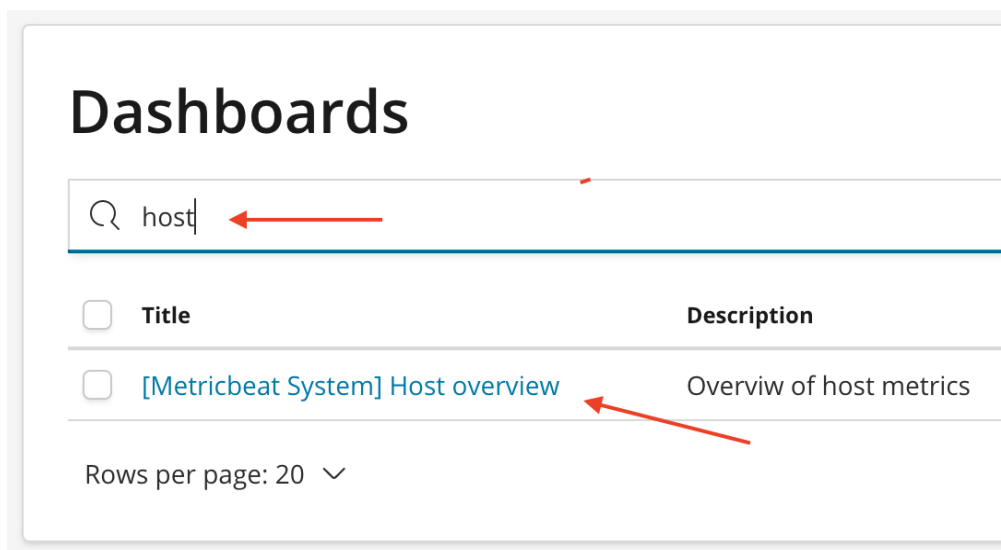 Dashboards
host
Title Description
[Metricbeat System] Host overview Overviw of host metrics
Rows per page: 20